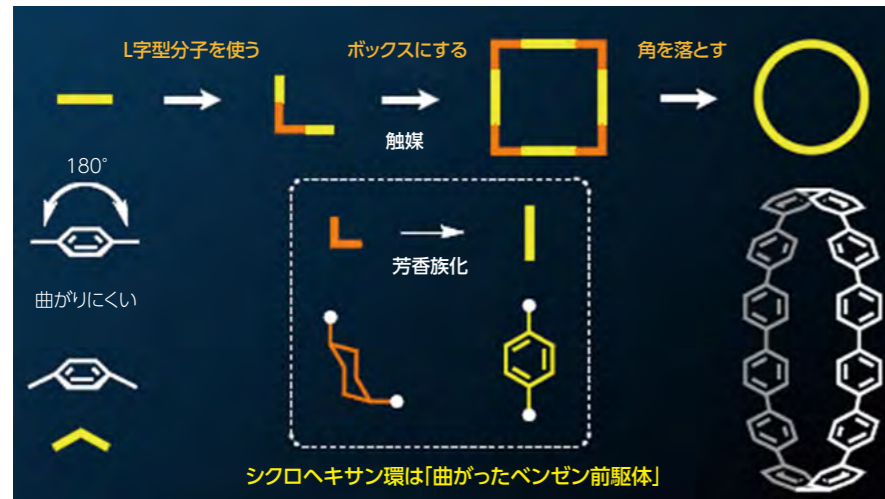 L字型分子を使う
ボックスにする
角を落とす
触媒
180°
曲がりにくい
芳香族化
シクロヘキサン環は「曲がったベンゼン前駆体」